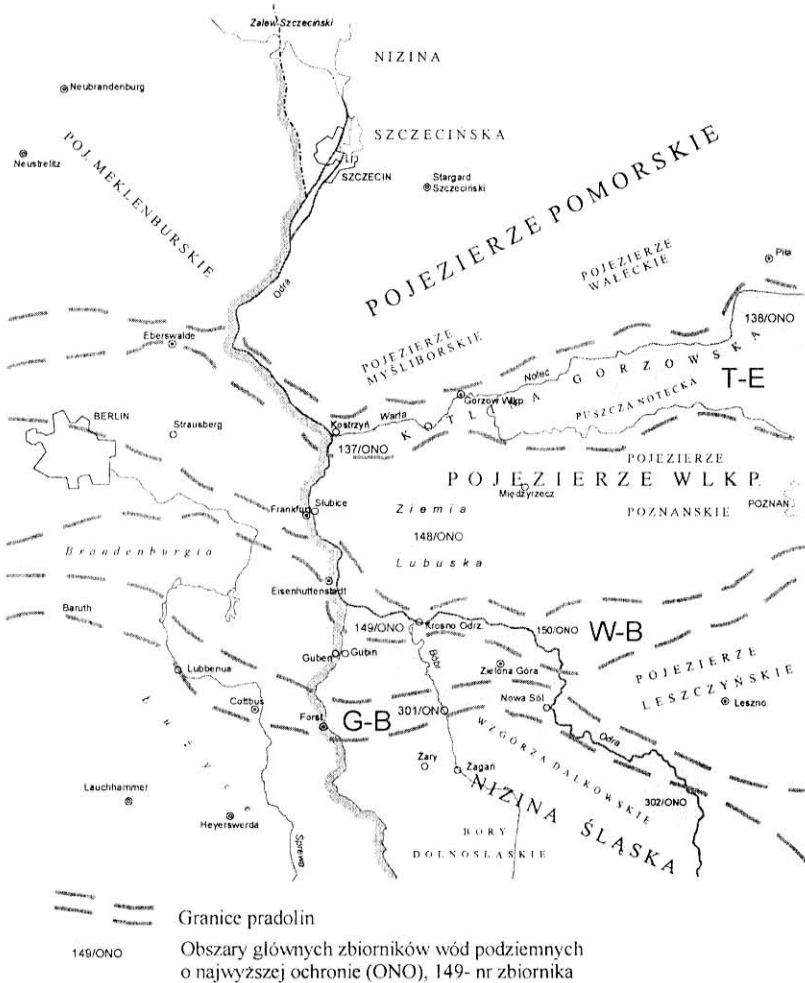 Zalew Szczeciński
NIZINA
SZCZECIŃSKA
Neubrandenburg
Neustrelitz
POJ. MEKLENBURSKIE
SZCZECIN
Stargard
Szczeciński
POJEZIERZE POMORSKIE
POJEZIERZE
WAŁECKIE
Piła
Odra
138/ONO
Eberswalde
POJEZIERZE
MYŚLIBORSKIE
Noteć
KOTLINA GORZOWSKA
T-E
Gorzów Wlkp.
PUSZCZA NOTECKA
BERLIN
Strausberg
Kostrzyń
Warta
137/ONO
POJEZIERZE
POJEZIERZE WLKP.
Międzyrzecz
POZNAŃSKIE
POZNAŃ
Frankfurt
Słubice
Ziemia
148/ONO
Lubuska
Brandenburgia
Eisenhuttenstadt
Baruth
149/ONO
Krosno Odrz.
150/ONO
W-B
Guben
Gubin
Bóbr
Zielona Góra
POJEZIERZE
LESZCZYŃSKIE
Lubbenua
Cottbus
Forst
G-B
301/ONO
Nowa Sól
Leszno
Odra
WZGÓRZA DALKOWSKIE
Żary
Żagań
Lauchhammer
Heyerswerda
NIZINA ŚLĄSKA
302/ONO
BORY
DOLNOŚLĄSKIE
Sprewa
Granice pradolin
149/ONO
Obszary głównych zbiorników wód podziemnych
o najwyższej ochronie (ONO), 149- nr zbiornika